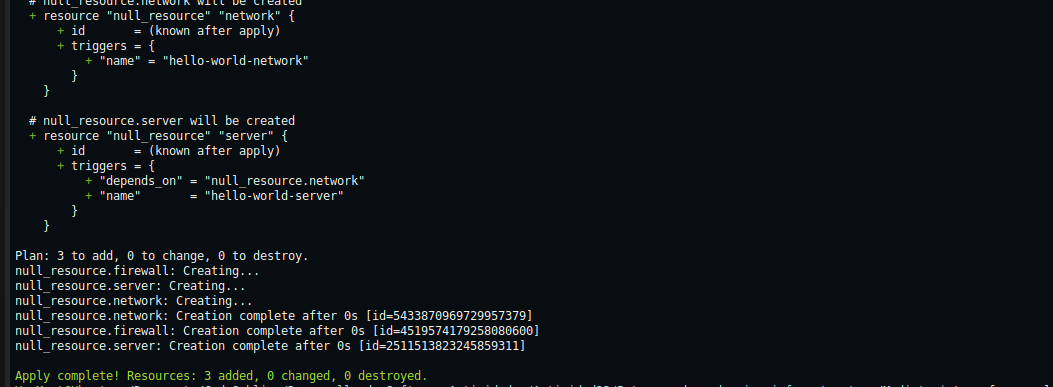 # null_resource.network will be created
+ resource "null_resource" "network" {
+ id = (known after apply)
+ triggers = {
+ "name" = "hello-world-network"
}
}
# null_resource.server will be created
+ resource "null_resource" "server" {
+ id = (known after apply)
+ triggers = {
+ "depends_on" = "null_resource.network"
+ "name" = "hello-world-server"
}
}
Plan: 3 to add, 0 to change, 0 to destroy.
null_resource.firewall: Creating...
null_resource.server: Creating...
null_resource.network: Creating...
null_resource.network: Creation complete after 0s [id=5433870969729957379]
null_resource.firewall: Creation complete after 0s [id=4519574179258080600]
null_resource.server: Creation complete after 0s [id=2511513823245859311]
Apply complete! Resources: 3 added, 0 changed, 0 destroyed.